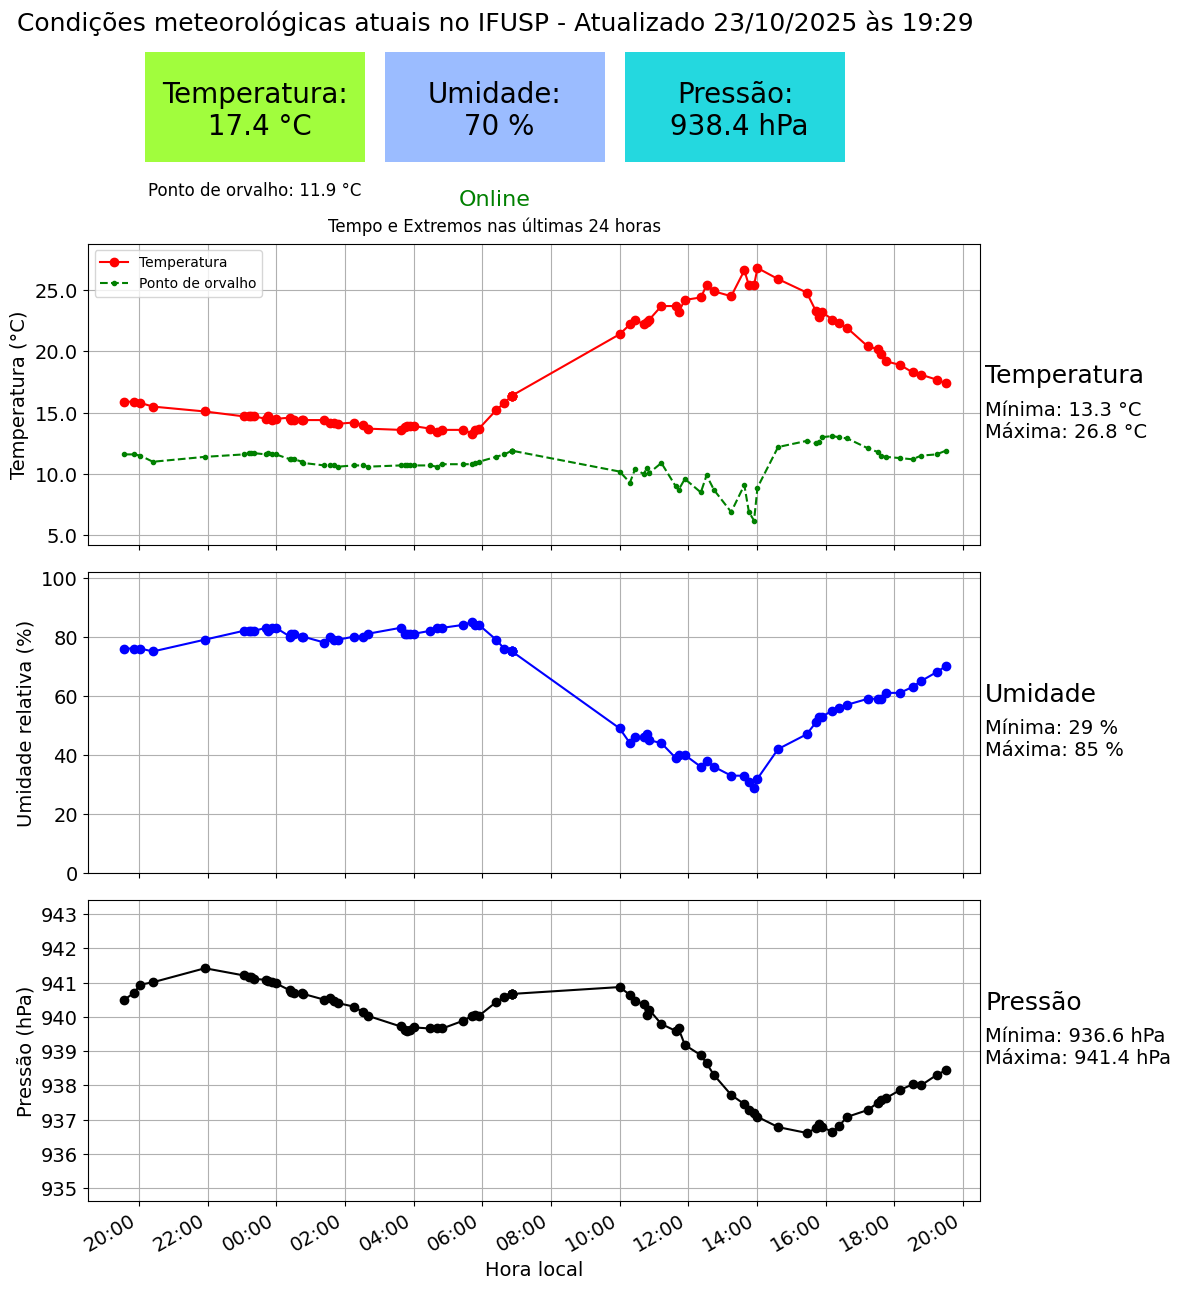 Condições meteorológicas atuais no IFUSP - Atualizado 23/10/2025 às 19:29
Temperatura:
17.4 °C
Umidade:
70 %
Pressão:
938.4 hPa
Ponto de orvalho: 11.9 °C
Online
Tempo e Extremos nas últimas 24 horas
Temperatura
Ponto de orvalho
Temperatura (°C)
25.0
20.0
15.0
10.0
5.0
Temperatura
Mínima: 13.3 °C
Máxima: 26.8 °C
Umidade relativa (%)
100
80
60
40
20
0
Umidade
Mínima: 29 %
Máxima: 85 %
Pressão (hPa)
943
942
941
940
939
938
937
936
935
Pressão
Mínima: 936.6 hPa
Máxima: 941.4 hPa
20:00
22:00
00:00
02:00
04:00
06:00
08:00
10:00
12:00
14:00
16:00
18:00
20:00
Hora local